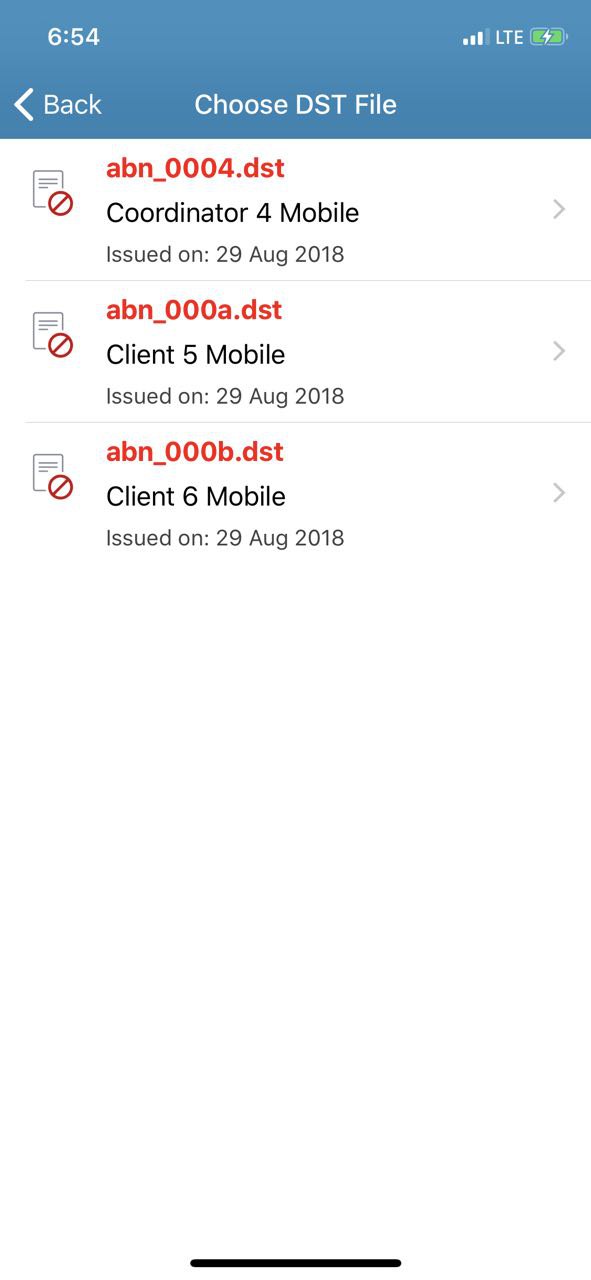 6:54
LTE
Back
Choose DST File
abn_0004.dst
Coordinator 4 Mobile
Issued on: 29 Aug 2018
abn_000a.dst
Client 5 Mobile
Issued on: 29 Aug 2018
abn_000b.dst
Client 6 Mobile
Issued on: 29 Aug 2018